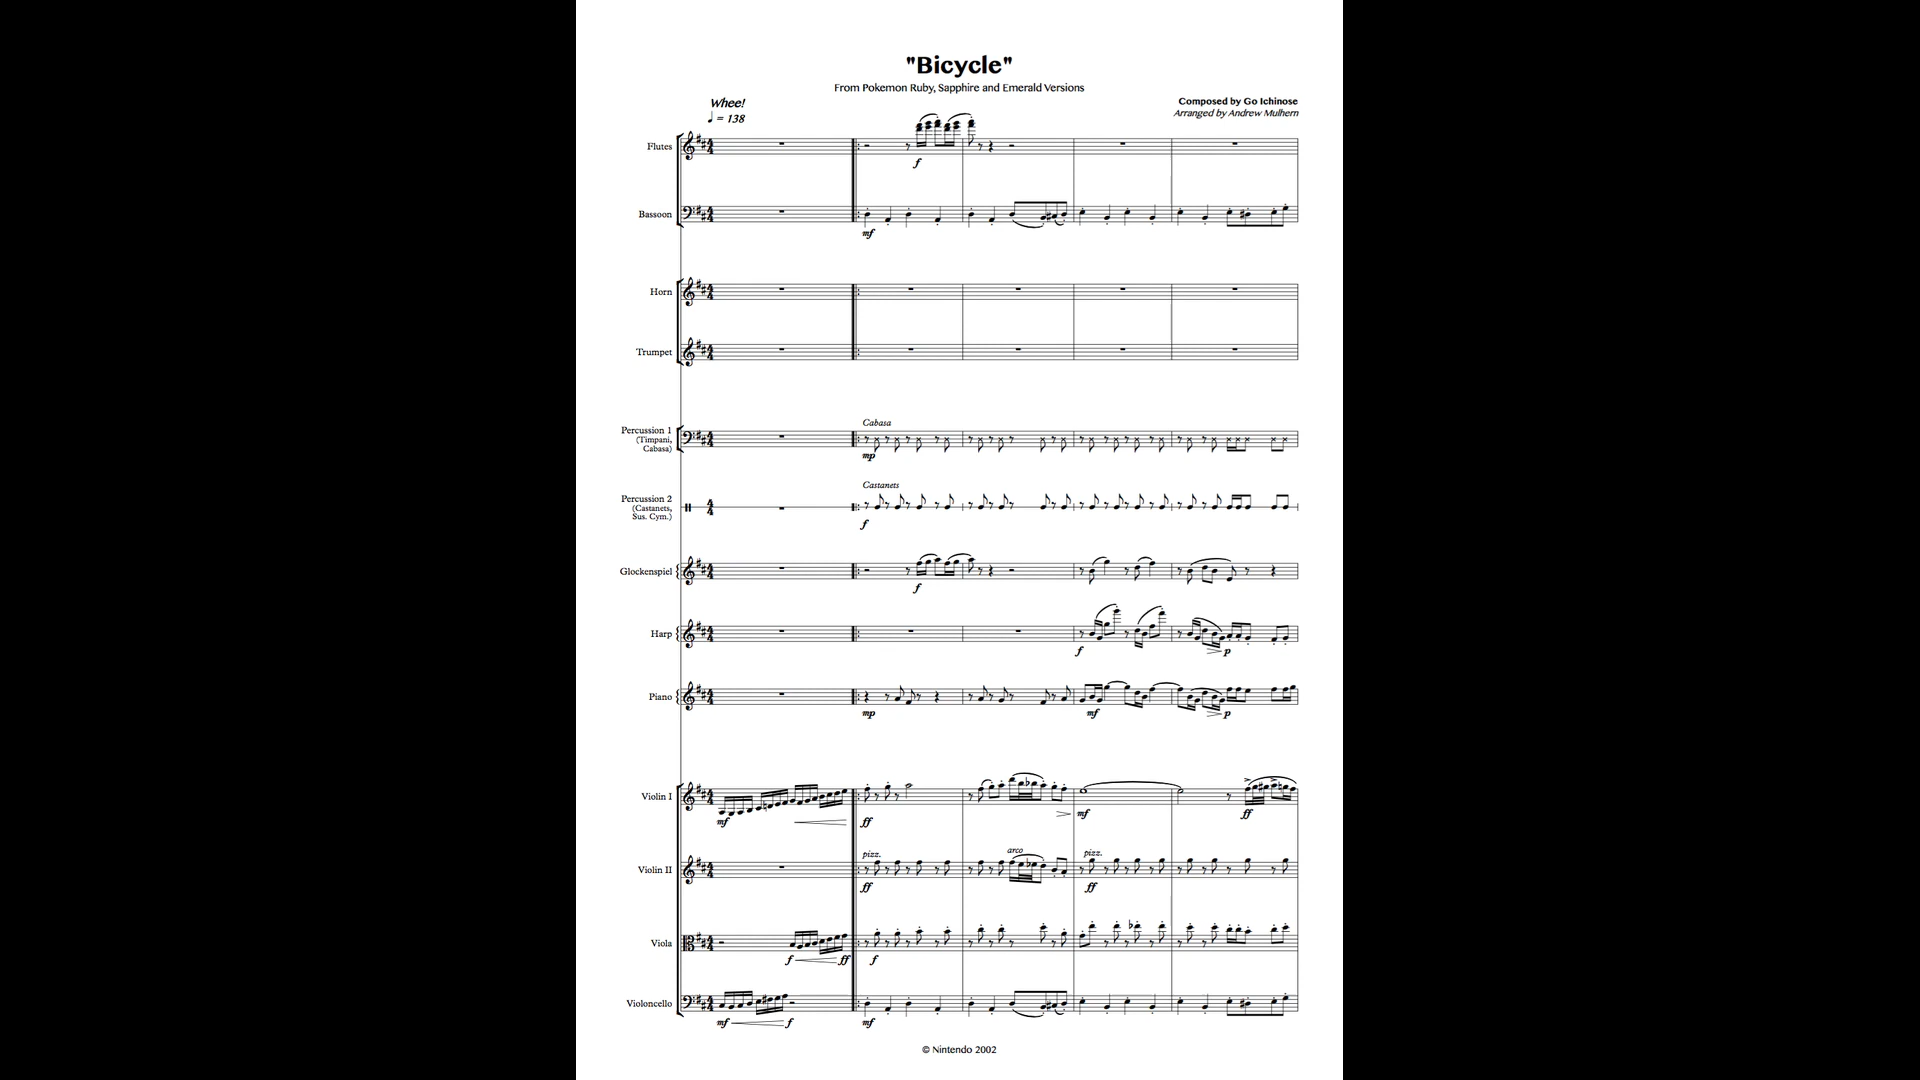 "Bicycle"
From Pokemon Ruby, Sapphire and Emerald Versions
Whee!
Composed by Go Ichinose
♩ = 138
Arranged by Andrew Mulhern
Flutes
f
Bassoon
mf
Horn
Trumpet
Cabasa
Percussion 1
(Timpani,
Cabasa)
mp
Castanets
Percussion 2
(Castanets,
Sus. Cym.)
f
Glockenspiel
f
Harp
f p
Piano
mp mf p
Violin I
mf ff mf ff
pizz. arco pizz.
Violin II
ff ff
Viola
f ff f
Violoncello
mf f mf
© Nintendo 2002